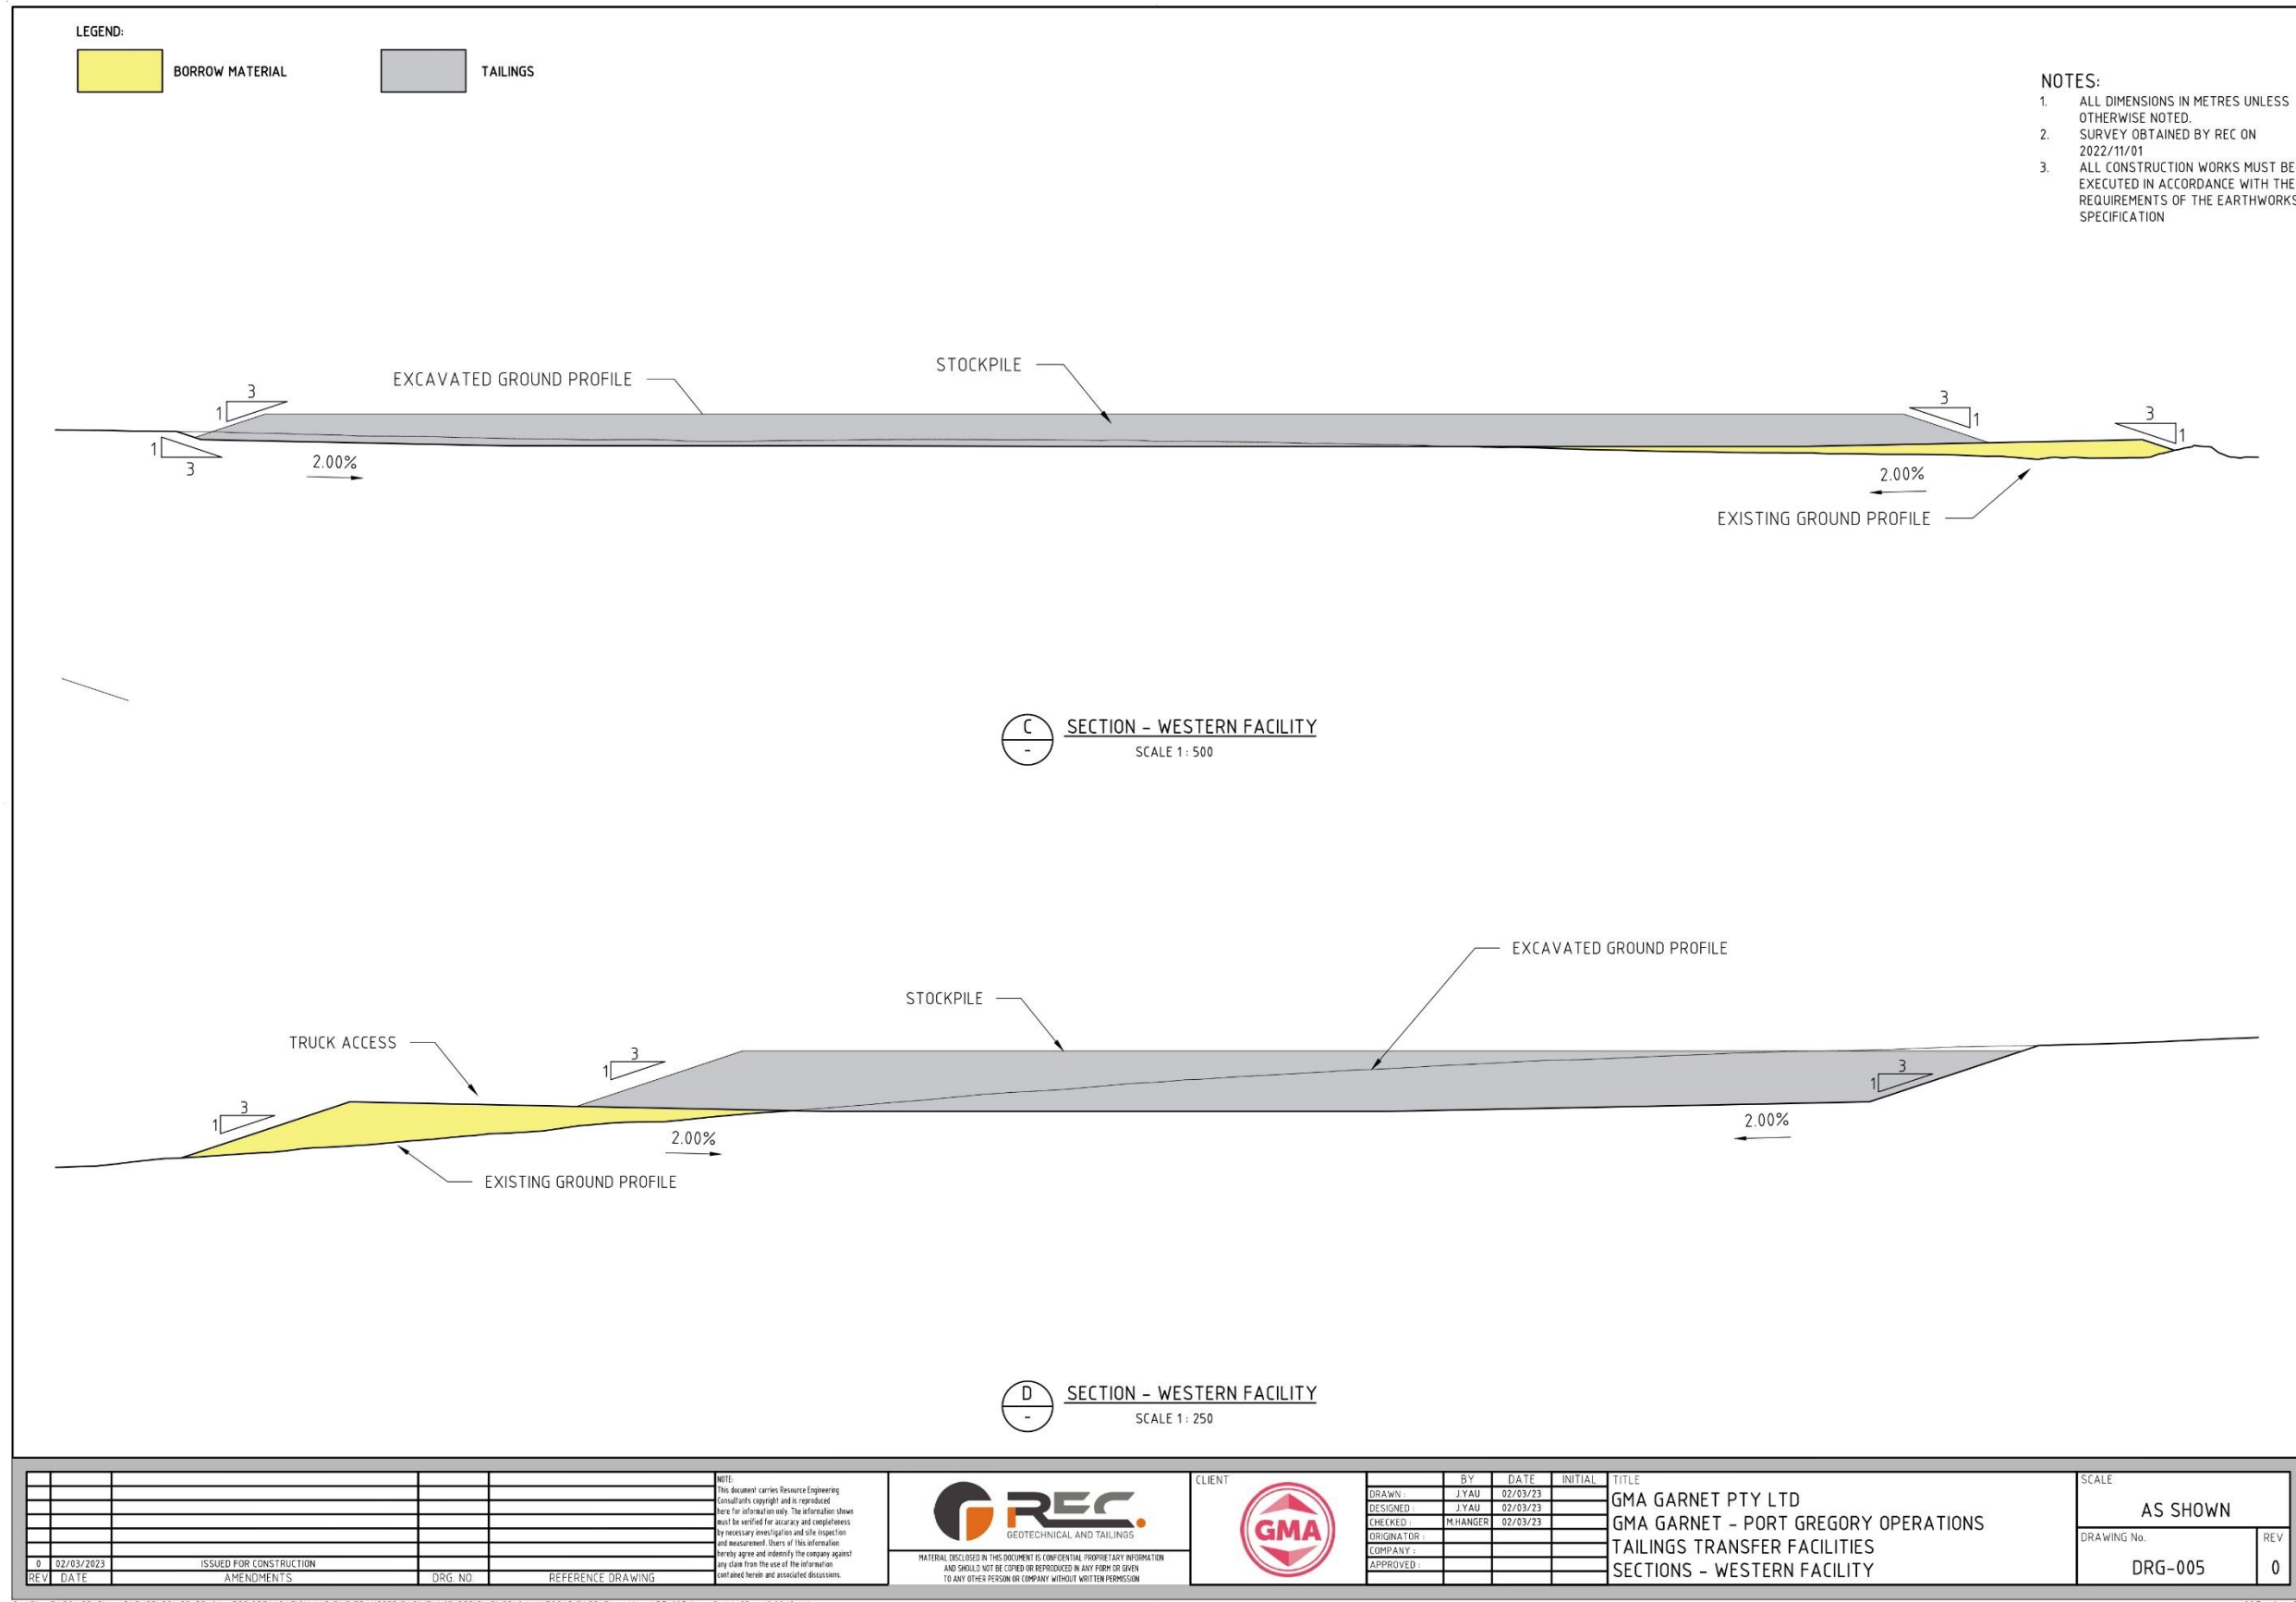 LEGEND:
BORROW MATERIAL
TAILINGS
NOTES:
1. ALL DIMENSIONS IN METRES UNLESS
OTHERWISE NOTED.
2. SURVEY OBTAINED BY REC ON
2022/11/01
3. ALL CONSTRUCTION WORKS MUST BE
EXECUTED IN ACCORDANCE WITH THE
REQUIREMENTS OF THE EARTHWORKS
SPECIFICATION
STOCKPILE
EXCAVATED GROUND PROFILE
3
1
3
1
3
1
1
3
2.00%
2.00%
EXISTING GROUND PROFILE
C
-
SECTION - WESTERN FACILITY
SCALE 1 : 500
EXCAVATED GROUND PROFILE
STOCKPILE
TRUCK ACCESS
3
1
3
1
3
1
2.00%
2.00%
EXISTING GROUND PROFILE
D
-
SECTION - WESTERN FACILITY
SCALE 1 : 250
0 02/03/2023 ISSUED FOR CONSTRUCTION
REV DATE AMENDMENTS DRG. NO REFERENCE DRAWING
NOTE:
This document carries Resource Engineering
Consultants copyright and is reproduced
here for information only. The information shown
must be verified for accuracy and completeness
by necessary investigation and site inspection
and measurement. Users of this information
hereby agree and indemnify the company against
any claim from the use of the information
contained herein and associated discussions.
REC.
GEOTECHNICAL AND TAILINGS
MATERIAL DISCLOSED IN THIS DOCUMENT IS CONFIDENTIAL PROPRIETARY INFORMATION
AND SHOULD NOT BE COPIED OR REPRODUCED IN ANY FORM OR GIVEN
TO ANY OTHER PERSON OR COMPANY WITHOUT WRITTEN PERMISSION
CLIENT
GMA
BY DATE INITIAL
DRAWN : J.YAU 02/03/23
DESIGNED : J.YAU 02/03/23
CHECKED : M.HANGER 02/03/23
ORIGINATOR :
COMPANY :
APPROVED :
TITLE
GMA GARNET PTY LTD
GMA GARNET - PORT GREGORY OPERATIONS
TAILINGS TRANSFER FACILITIES
SECTIONS - WESTERN FACILITY
SCALE
AS SHOWN
DRAWING No.
DRG-005
REV
0